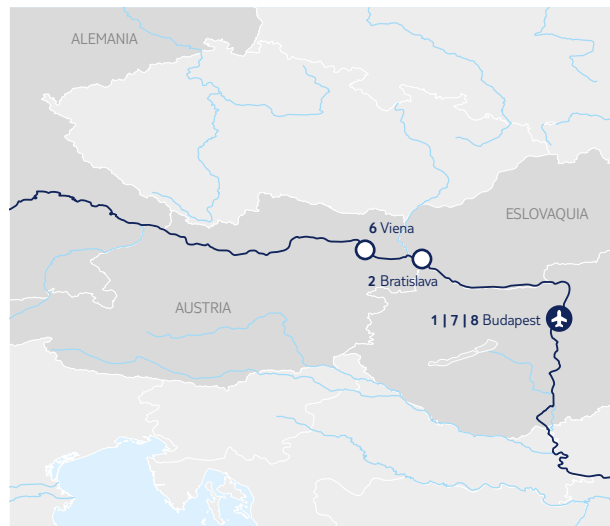 ALEMANIA
ESLOVAQUIA
6 Viena
2 Bratislava
AUSTRIA
1 | 7 | 8 Budapest